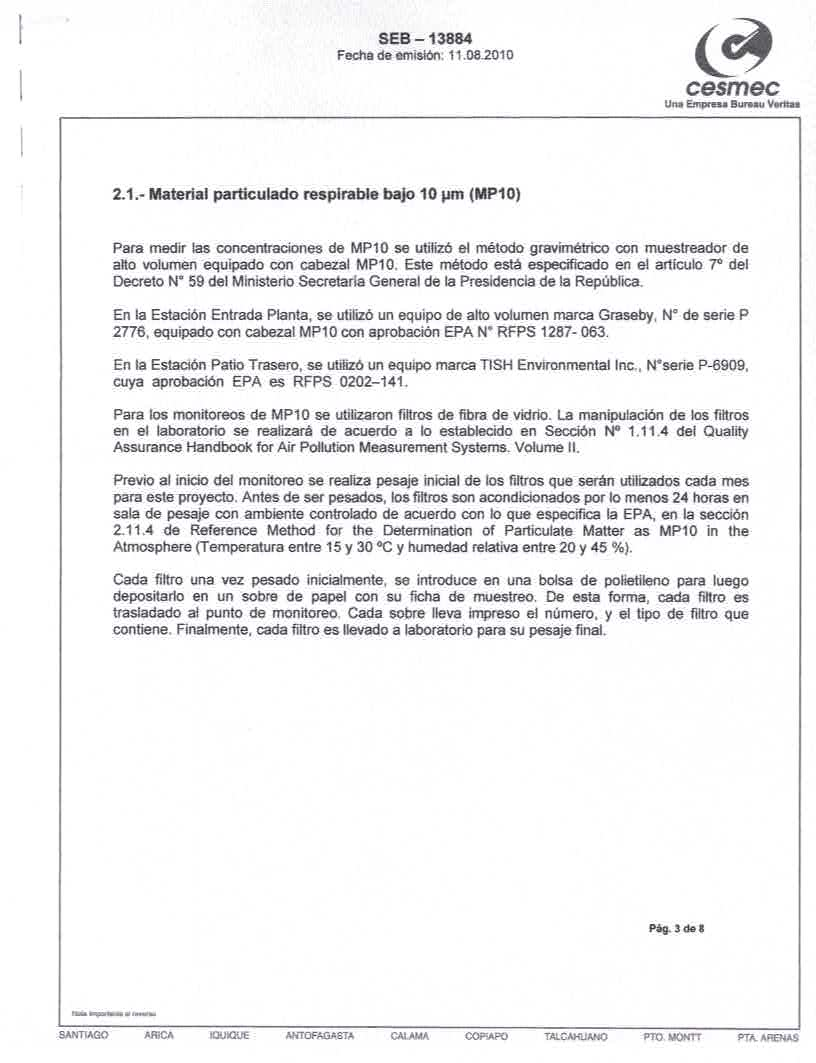 SEB – 13884
Fecha de emisión: 11.08.2010
cesmec
Una Empresa Bureau Veritas
2.1.- Material particulado respirable bajo 10 µm (MP10)
Para medir las concentraciones de MP10 se utilizó el método gravimétrico con muestreador de
alto volumen equipado con cabezal MP10. Este método está especificado en el artículo 7º del
Decreto N° 59 del Ministerio Secretaría General de la Presidencia de la República.
En la Estación Entrada Planta, se utilizó un equipo de alto volumen marca Graseby, N° de serie P
2776, equipado con cabezal MP10 con aprobación EPA N° RFPS 1287- 063.
En la Estación Patio Trasero, se utilizó un equipo marca TISH Environmental Inc., N°serie P-6909,
cuya aprobación EPA es RFPS 0202–141.
Para los monitoreos de MP10 se utilizaron filtros de fibra de vidrio. La manipulación de los filtros
en el laboratorio se realizará de acuerdo a lo establecido en Sección Nº 1.11.4 del Quality
Assurance Handbook for Air Pollution Measurement Systems. Volume II.
Previo al inicio del monitoreo se realiza pesaje inicial de los filtros que serán utilizados cada mes
para este proyecto. Antes de ser pesados, los filtros son acondicionados por lo menos 24 horas en
sala de pesaje con ambiente controlado de acuerdo con lo que especifica la EPA, en la sección
2.11.4 de Reference Method for the Determination of Particulate Matter as MP10 in the
Atmosphere (Temperatura entre 15 y 30 ºC y humedad relativa entre 20 y 45 %).
Cada filtro una vez pesado inicialmente, se introduce en una bolsa de polietileno para luego
depositarlo en un sobre de papel con su ficha de muestreo. De esta forma, cada filtro es
trasladado al punto de monitoreo. Cada sobre lleva impreso el número, y el tipo de filtro que
contiene. Finalmente, cada filtro es llevado a laboratorio para su pesaje final.
Pág. 3 de 8
Nota importante al reverso
SANTIAGO ARICA IQUIQUE ANTOFAGASTA CALAMA COPIAPO TALCAHUANO PTO. MONTT PTA. ARENAS